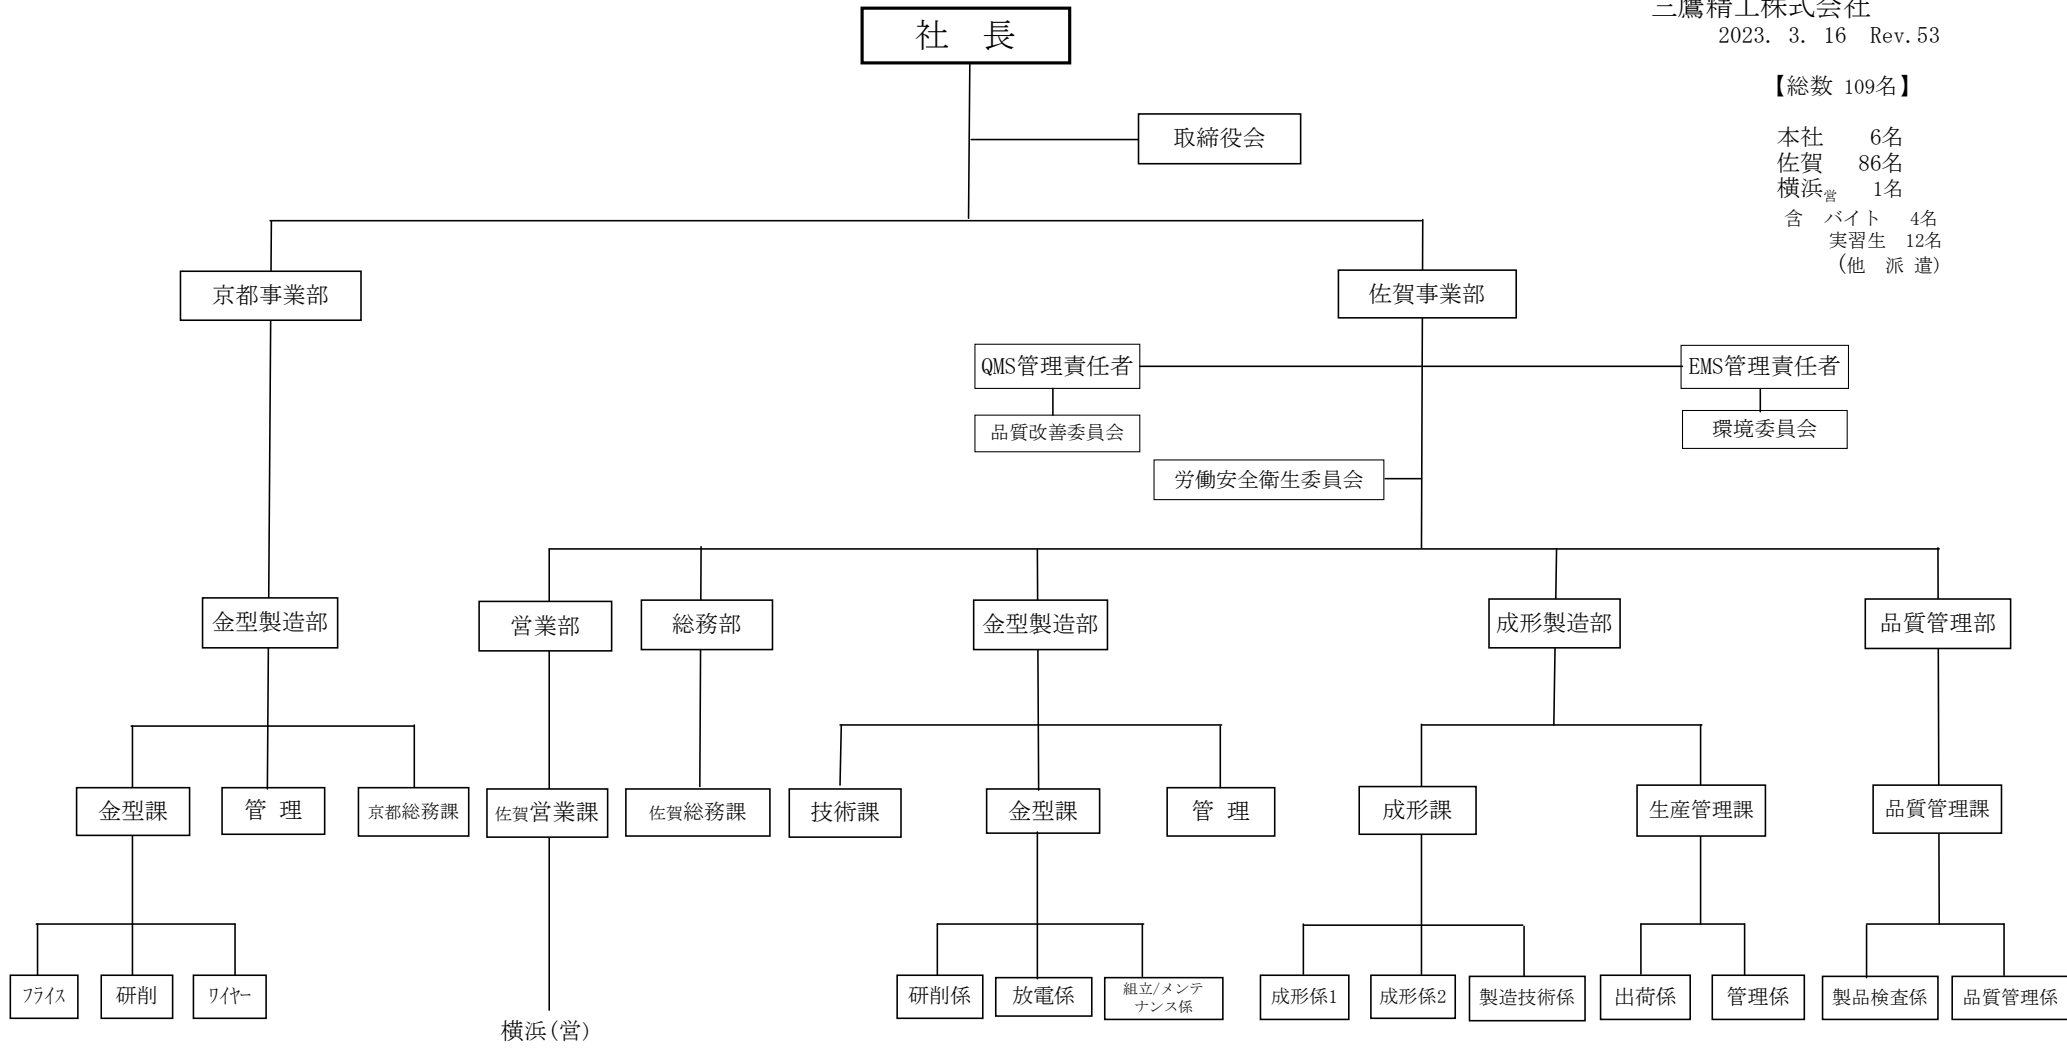 三鷹精工株式会社
2023. 3. 16 Rev.53
【総数 109名】
本社 6名
佐賀 86名
横浜営 1名
含 バイト 4名
実習生 12名
(他 派 遣)
社 長
取締役会
京都事業部
佐賀事業部
QMS管理責任者
EMS管理責任者
品質改善委員会
環境委員会
労働安全衛生委員会
金型製造部
営業部
総務部
金型製造部
成形製造部
品質管理部
金型課
管 理
京都総務課
佐賀営業課
佐賀総務課
技術課
金型課
管 理
成形課
生産管理課
品質管理課
フライス
研削
ワイヤー
研削係
放電係
組立/メンテ
ナンス係
成形係1
成形係2
製造技術係
出荷係
管理係
製品検査係
品質管理係
横浜(営)